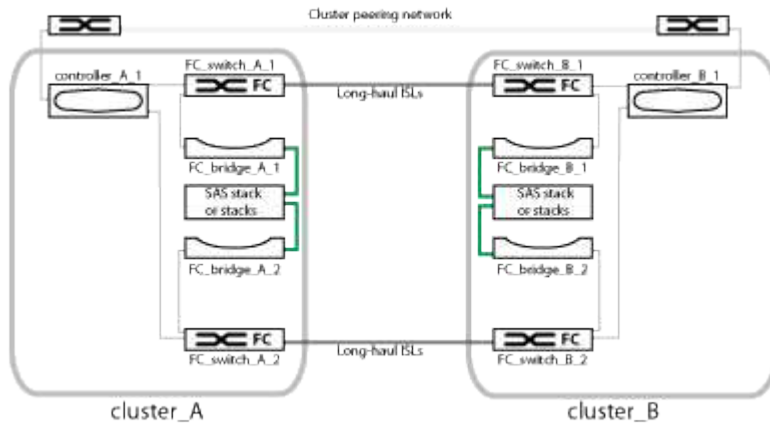 Cluster peering network
FC_switch_A_1
FC_switch_B_1
controller_A_1
controller_B_1
FC
FC
Long-haul ISLs
FC_bridge_A_1
FC_bridge_B_1
SAS stack
or stacks
SAS stack
or stacks
FC_bridge_A_2
FC_bridge_B_2
FC
FC
Long-haul ISLs
FC_switch_A_2
FC_switch_B_2
cluster_A
cluster_B